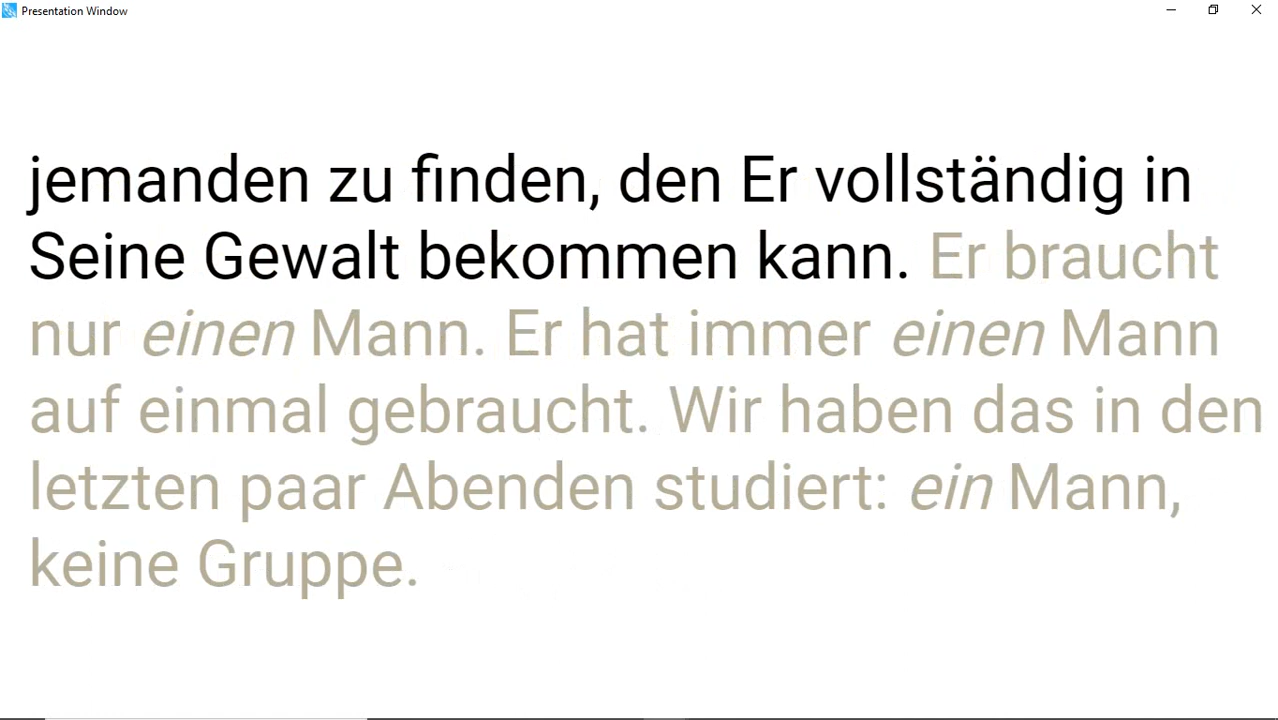 Presentation Window
jemanden zu finden, den Er vollständig in
Seine Gewalt bekommen kann. Er braucht
nur einen Mann. Er hat immer einen Mann
auf einmal gebraucht. Wir haben das in den
letzten paar Abenden studiert: ein Mann,
keine Gruppe.